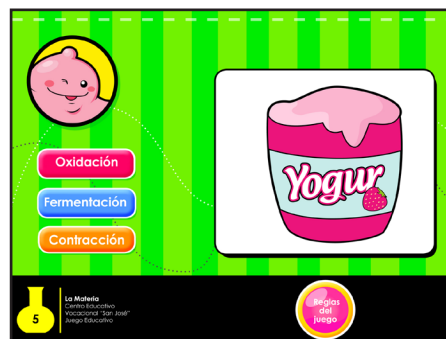 Oxidación
Fermentación
Contracción
Yogur
5
La Materia
Centro Educativo
Vocacional "San José"
Juego Educativo
Reglas
del
juego